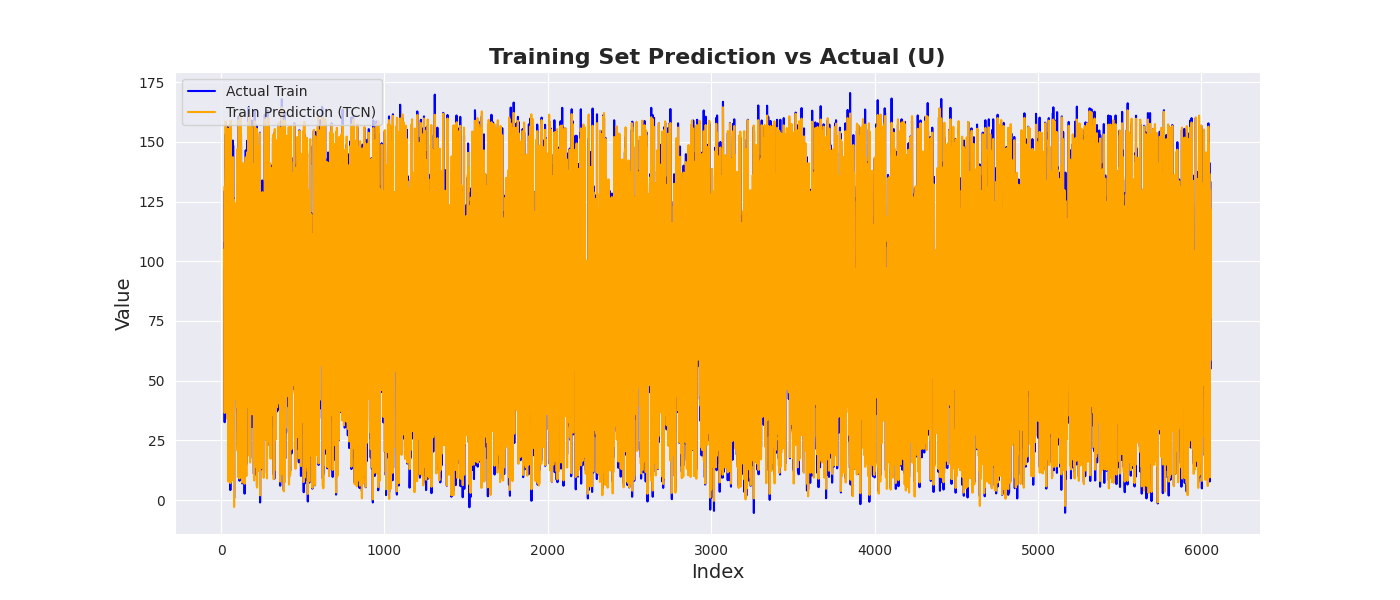 Training Set Prediction vs Actual (U)
Actual Train
Train Prediction (TCN)
175
150
125
100
75
50
25
0
Value
0 1000 2000 3000 4000 5000 6000
Index